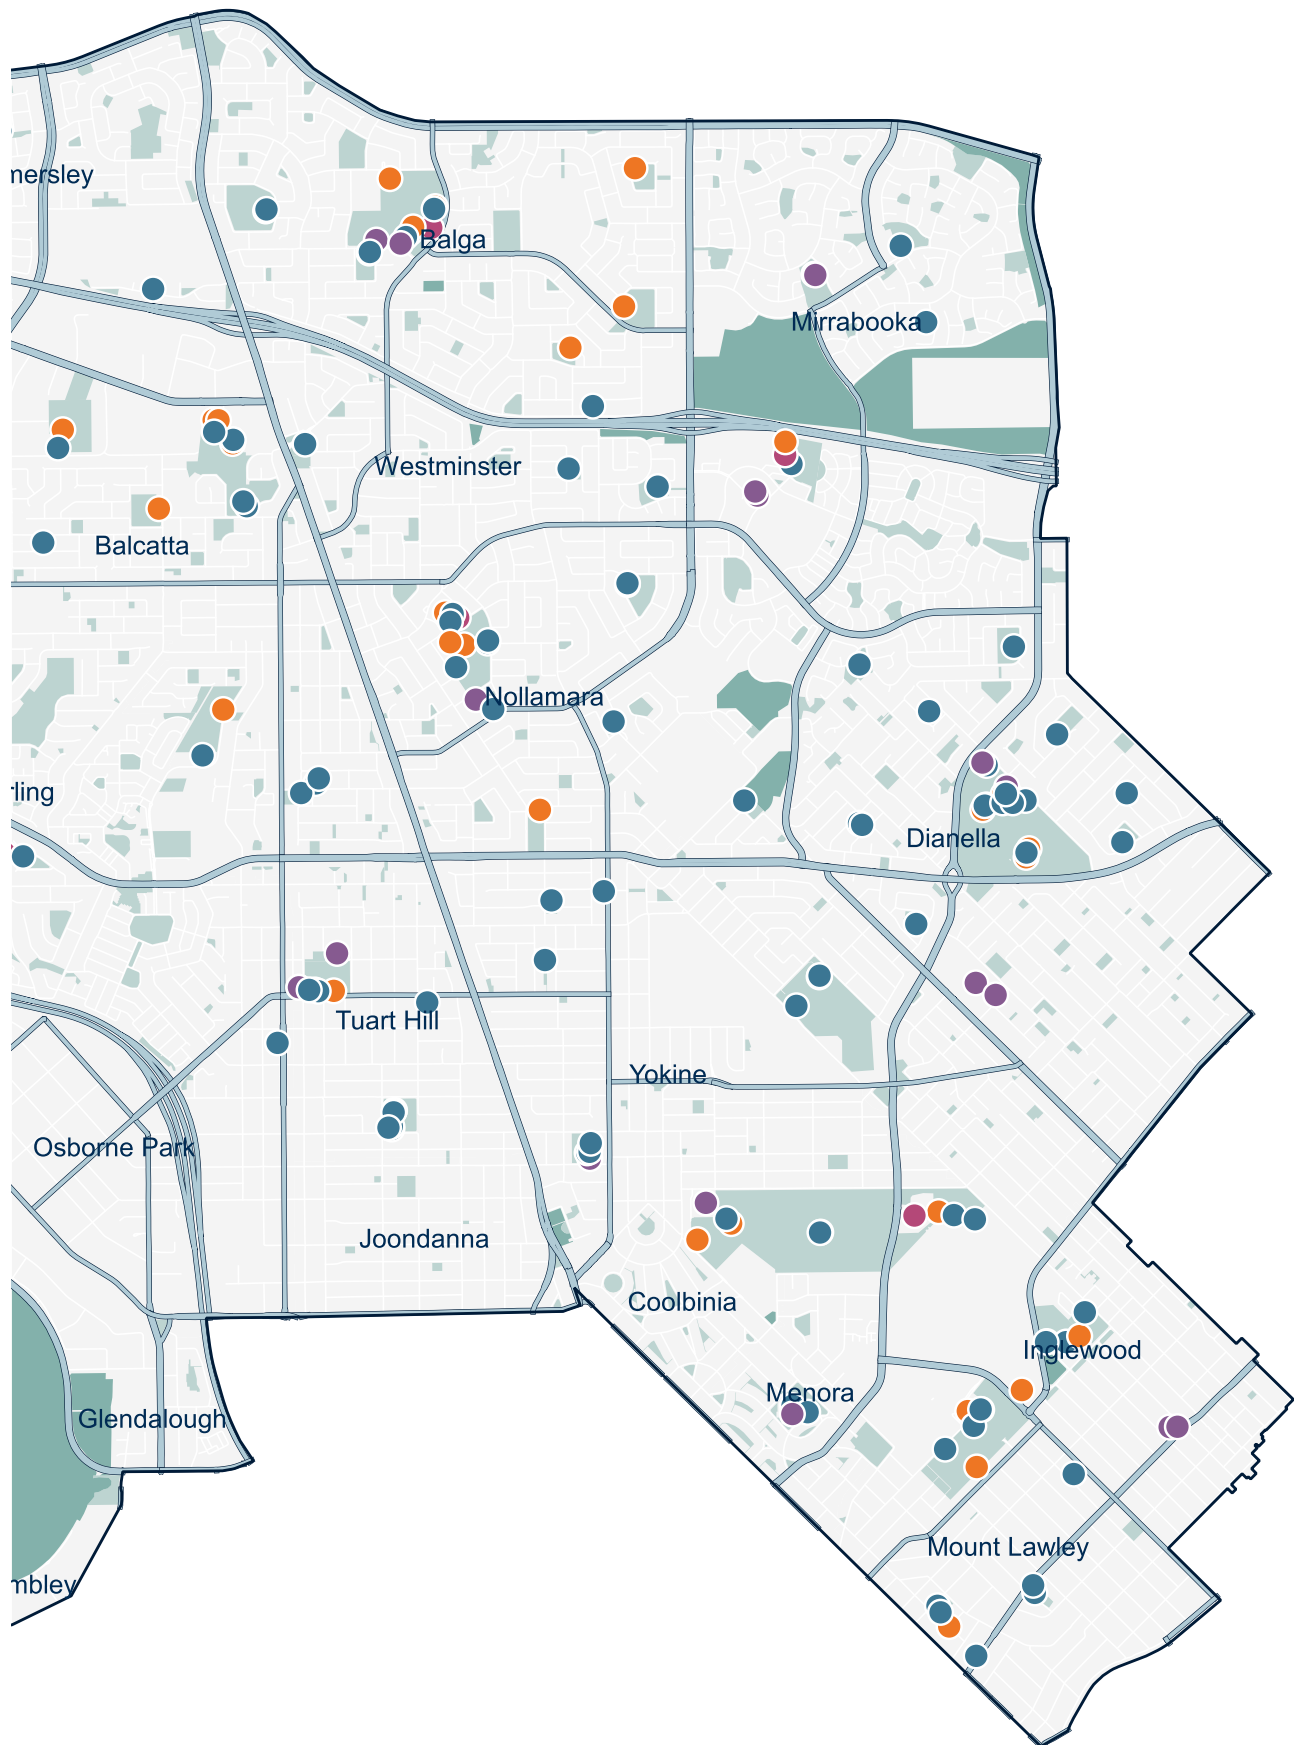 mersley
Balga
Mirrabooka
Westminster
Balcatta
Nollamara
rling
Dianella
Tuart Hill
Yokine
Osborne Park
Joondanna
Coolbinia
Inglewood
Menora
Glendalough
Mount Lawley
mbley